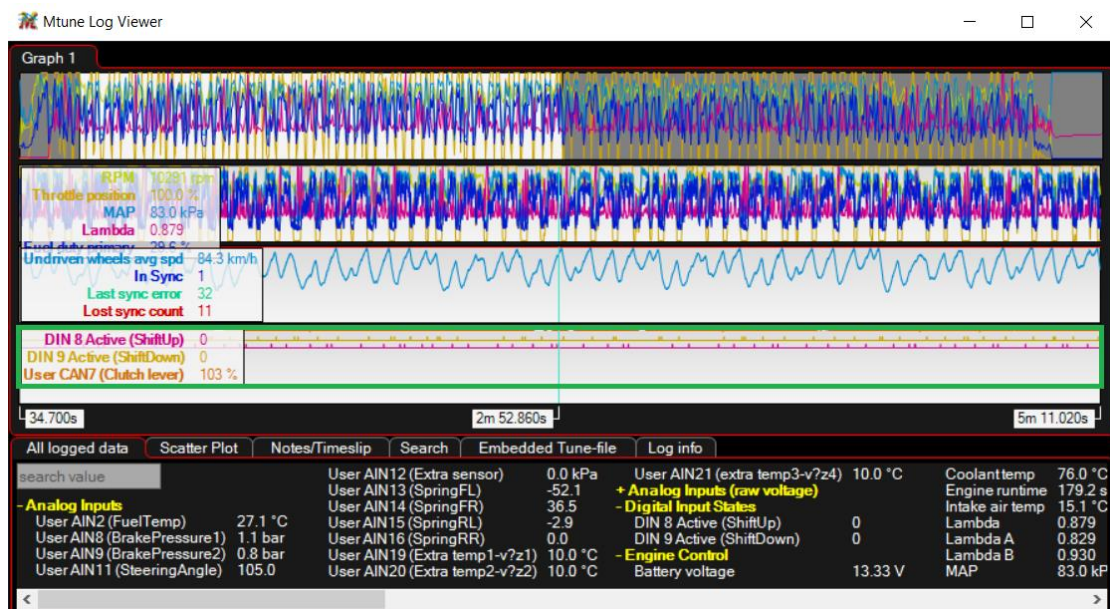 Mtune Log Viewer
Graph 1
RPM 10281 rpm
Throttle position 100.0 %
MAP 83.0 kPa
Lambda 0.879
Fuel duty primary 29.6 %
Undriven wheels avg spd 84.3 km/h
In Sync 1
Last sync error 32
Lost sync count 11
DIN 8 Active (ShiftUp) 0
DIN 9 Active (ShiftDown) 0
User CAN7 (Clutch lever) 103 %
34.700s 2m 52.860s 5m 11.020s
All logged data Scatter Plot Notes/Timeslip Search Embedded Tune-file Log info
search value
- Analog Inputs
User AIN2 (FuelTemp) 27.1 °C
User AIN8 (BrakePressure1) 1.1 bar
User AIN9 (BrakePressure2) 0.8 bar
User AIN11 (SteeringAngle) 105.0
User AIN12 (Extra sensor) 0.0 kPa
User AIN13 (SpringFL) -52.1
User AIN14 (SpringFR) 36.5
User AIN15 (SpringRL) -2.9
User AIN16 (SpringRR) 0.0
User AIN19 (Extra temp1-v?z1) 10.0 °C
User AIN20 (Extra temp2-v?z2) 10.0 °C
User AIN21 (extra temp3-v?z4) 10.0 °C
+ Analog Inputs (raw voltage)
- Digital Input States
DIN 8 Active (ShiftUp) 0
DIN 9 Active (ShiftDown) 0
- Engine Control
Battery voltage 13.33 V
Coolant temp 76.0 °C
Engine runtime 179.2 s
Intake air temp 15.1 °C
Lambda 0.879
Lambda A 0.829
Lambda B 0.930
MAP 83.0 kP